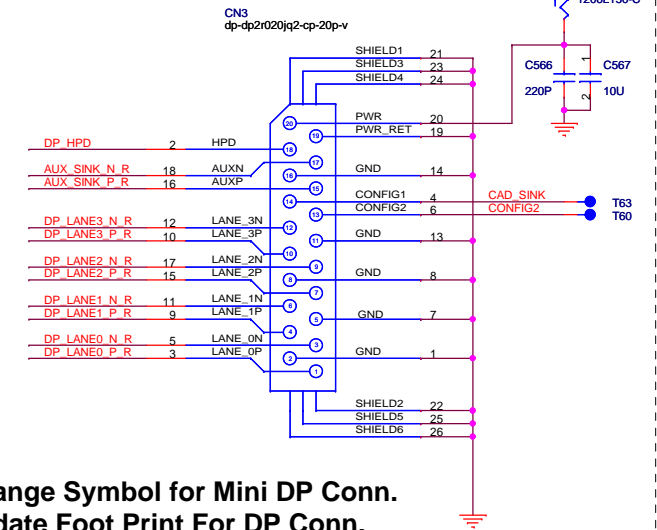 CN3
dp-dp2r020jq2-cp-20p-v
SHIELD1 21
SHIELD3 23
SHIELD4 24
C566 1 C567
220P 2 10U
PWR 20
20
PWR_RET 19
19
DP_HPD 2 HPD
18
17
AUX_SINK_N_R 18 AUXN
16
GND 14
AUX_SINK_P_R 16 AUXP
15
14
CONFIG1 4 CAD_SINK T63
13
CONFIG2 6 CONFIG2 T60
DP_LANE3_N_R 12 LANE_3N
12
DP_LANE3_P_R 10 LANE_3P
11
GND 13
10
DP_LANE2_N_R 17 LANE_2N
9
DP_LANE2_P_R 15 LANE_2P
8
GND 8
7
DP_LANE1_N_R 11 LANE_1N
6
DP_LANE1_P_R 9 LANE_1P
5
GND 7
4
DP_LANE0_N_R 5 LANE_0N
3
DP_LANE0_P_R 3 LANE_0P
2
GND 1
1
SHIELD2 22
SHIELD5 25
SHIELD6 26
ange Symbol for Mini DP Conn.
date Foot Print For DP Conn.